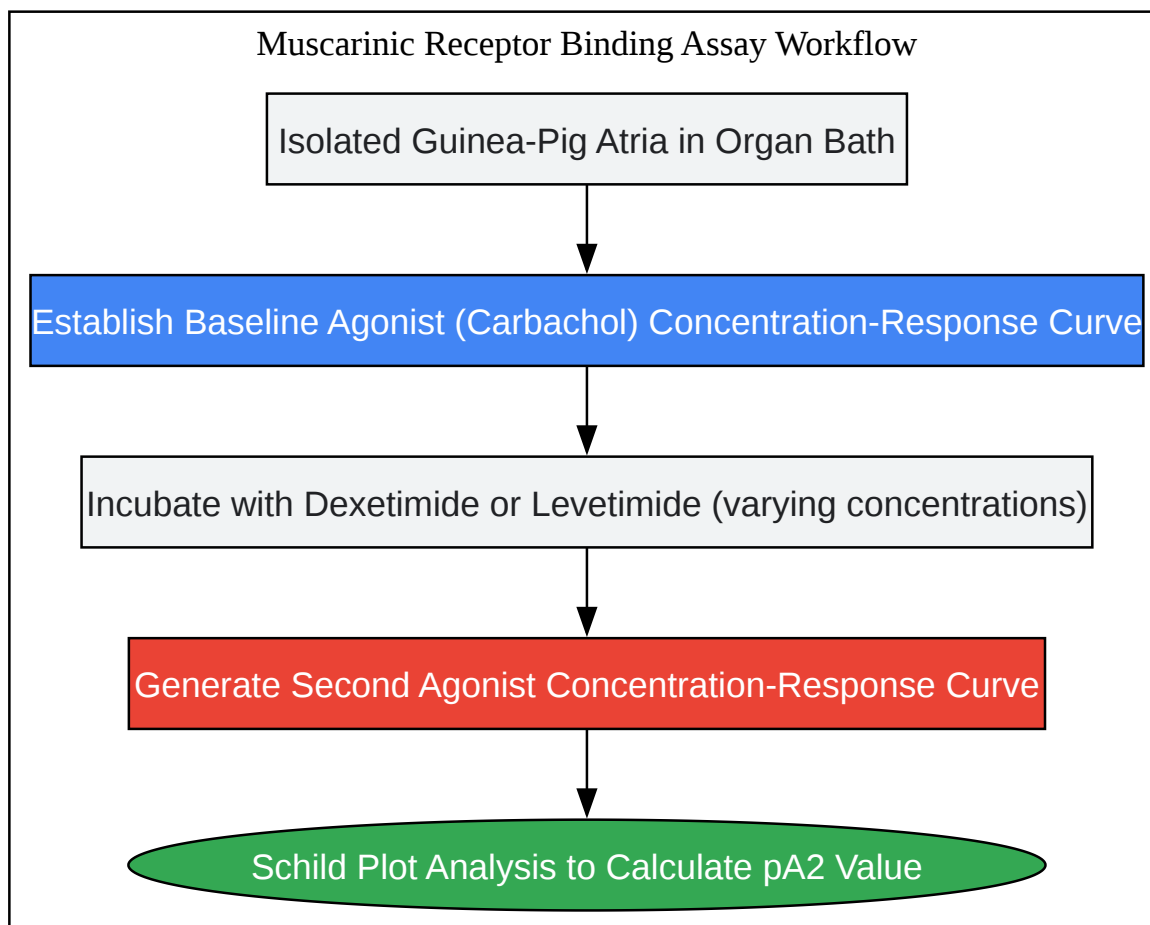 Muscarinic Receptor Binding Assay Workflow
Isolated Guinea-Pig Atria in Organ Bath
Establish Baseline Agonist (Carbachol) Concentration-Response Curve
Incubate with Dexetimide or Levetimide (varying concentrations)
Generate Second Agonist Concentration-Response Curve
Schild Plot Analysis to Calculate pA2 Value